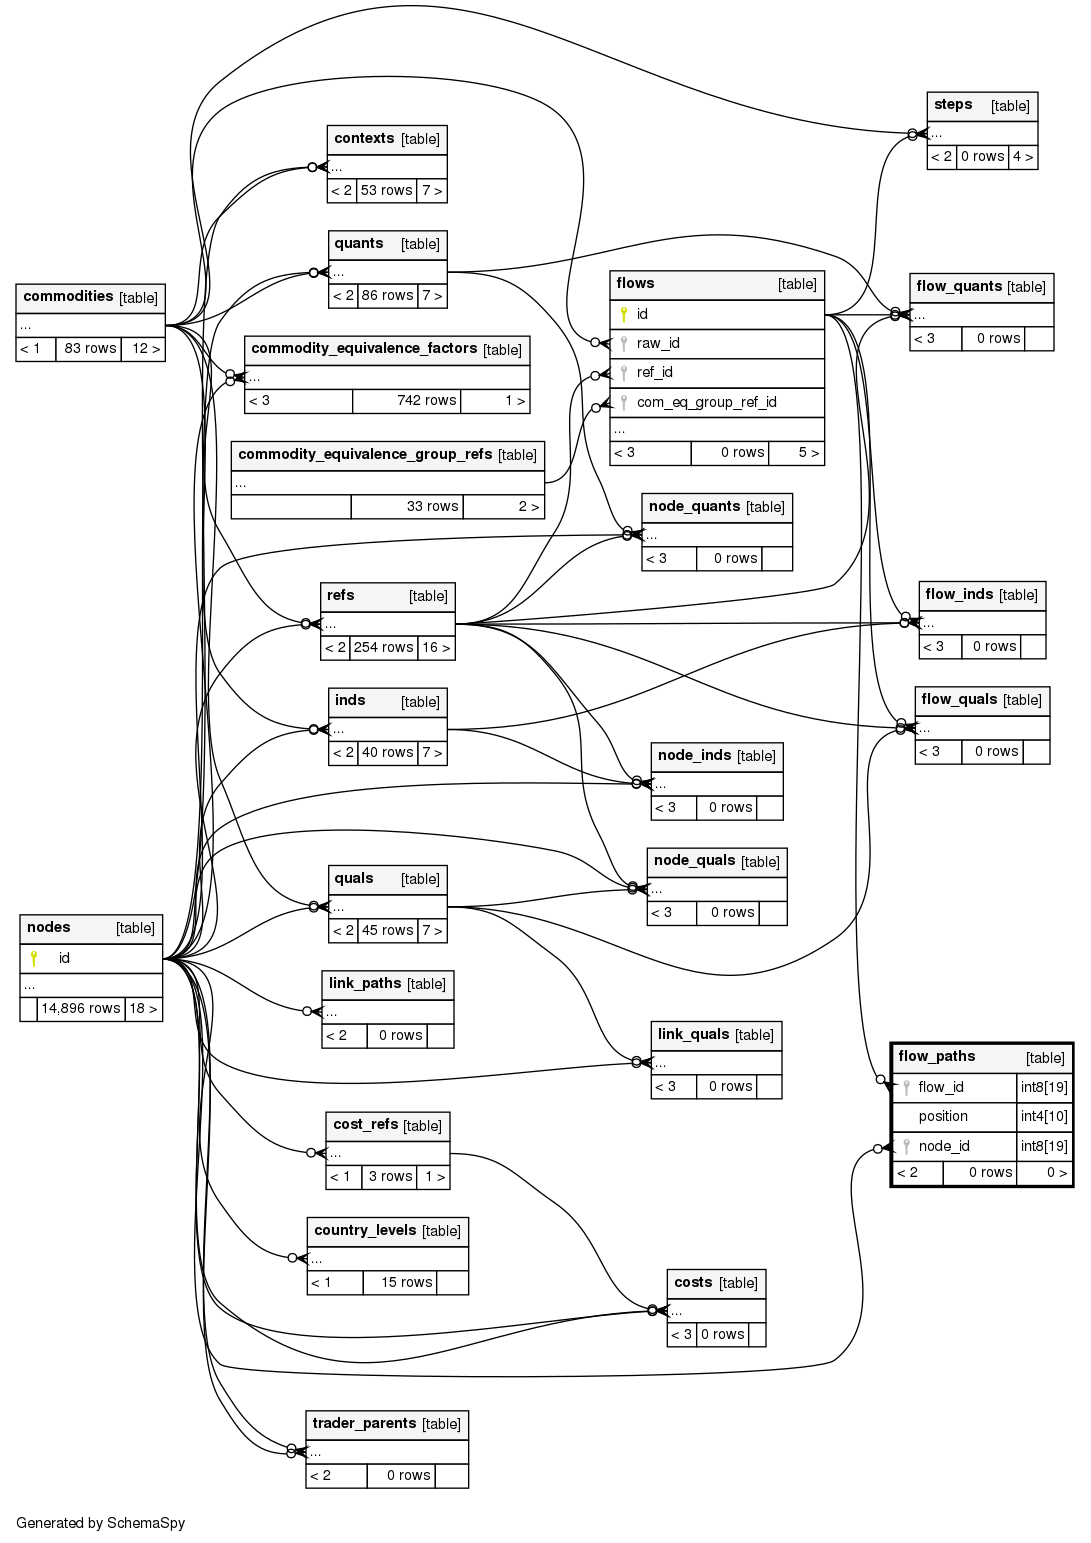 steps [table]
...
< 2 0 rows 4 >
contexts [table]
...
< 2 53 rows 7 >
quants [table]
...
< 2 86 rows 7 >
commodities [table]
...
< 1 83 rows 12 >
flows [table]
id
raw_id
ref_id
com_eq_group_ref_id
...
< 3 0 rows 5 >
flow_quants [table]
...
< 3 0 rows
commodity_equivalence_factors [table]
...
< 3 742 rows 1 >
commodity_equivalence_group_refs [table]
...
33 rows 2 >
node_quants [table]
...
< 3 0 rows
refs [table]
...
< 2 254 rows 16 >
flow_inds [table]
...
< 3 0 rows
inds [table]
...
< 2 40 rows 7 >
flow_quals [table]
...
< 3 0 rows
node_inds [table]
...
< 3 0 rows
node_quals [table]
...
< 3 0 rows
quals [table]
...
< 2 45 rows 7 >
nodes [table]
id
...
14,896 rows 18 >
link_paths [table]
...
< 2 0 rows
link_quals [table]
...
< 3 0 rows
flow_paths [table]
flow_id int8[19]
position int4[10]
node_id int8[19]
< 2 0 rows 0 >
cost_refs [table]
...
< 1 3 rows 1 >
country_levels [table]
...
< 1 15 rows
costs [table]
...
< 3 0 rows
trader_parents [table]
...
< 2 0 rows
Generated by SchemaSpy